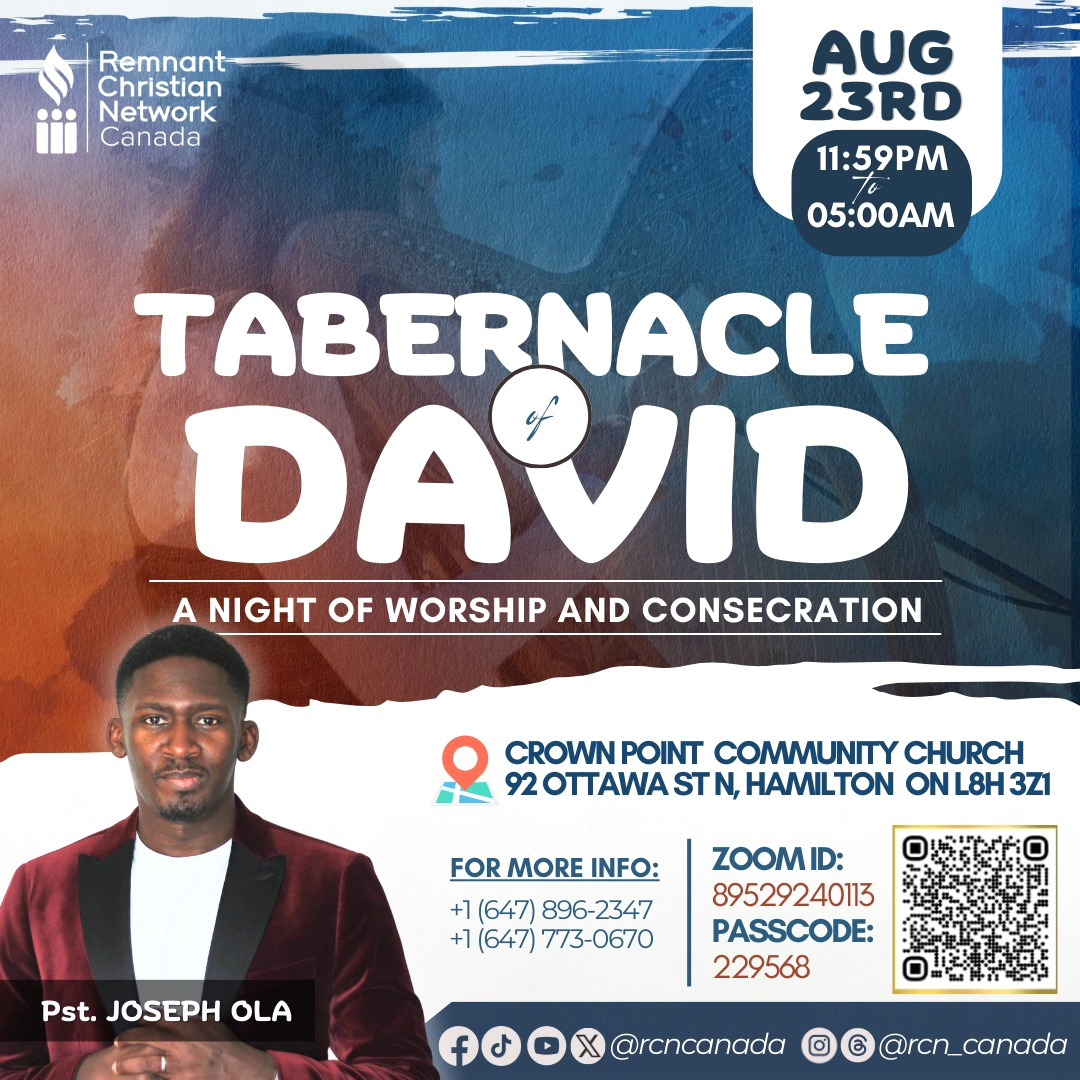 Remnant
Christian
Network
Canada
AUG
23RD
11:59PM
to
05:00AM
TABERNACLE
of
DAVID
A NIGHT OF WORSHIP AND CONSECRATION
CROWN POINT COMMUNITY CHURCH
92 OTTAWA ST N, HAMILTON ON L8H 3Z1
FOR MORE INFO:
+1 (647) 896-2347
+1 (647) 773-0670
ZOOM ID:
89529240113
PASSCODE:
229568
Pst. JOSEPH OLA
@rcncanada @rcn_canada